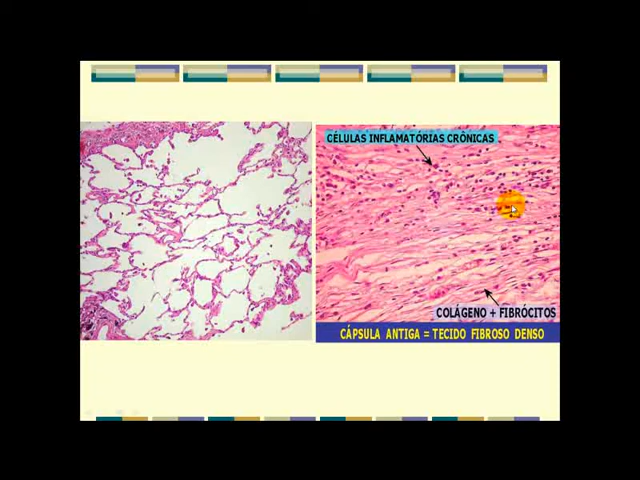 CÉLULAS INFLAMATÓRIAS CRÔNICAS
COLÁGENO + FIBRÓCITOS
CÁPSULA ANTIGA = TECIDO FIBROSO DENSO